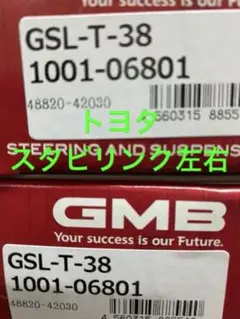 Your success is our Fu
GSL-T-38
1001-06801
48820-42030
トヨタ
STEERING AND SUSPENS
スタビリンク左右
GMB
Your success is our Future.
GSL-T-38
1001-06801
48820-42030